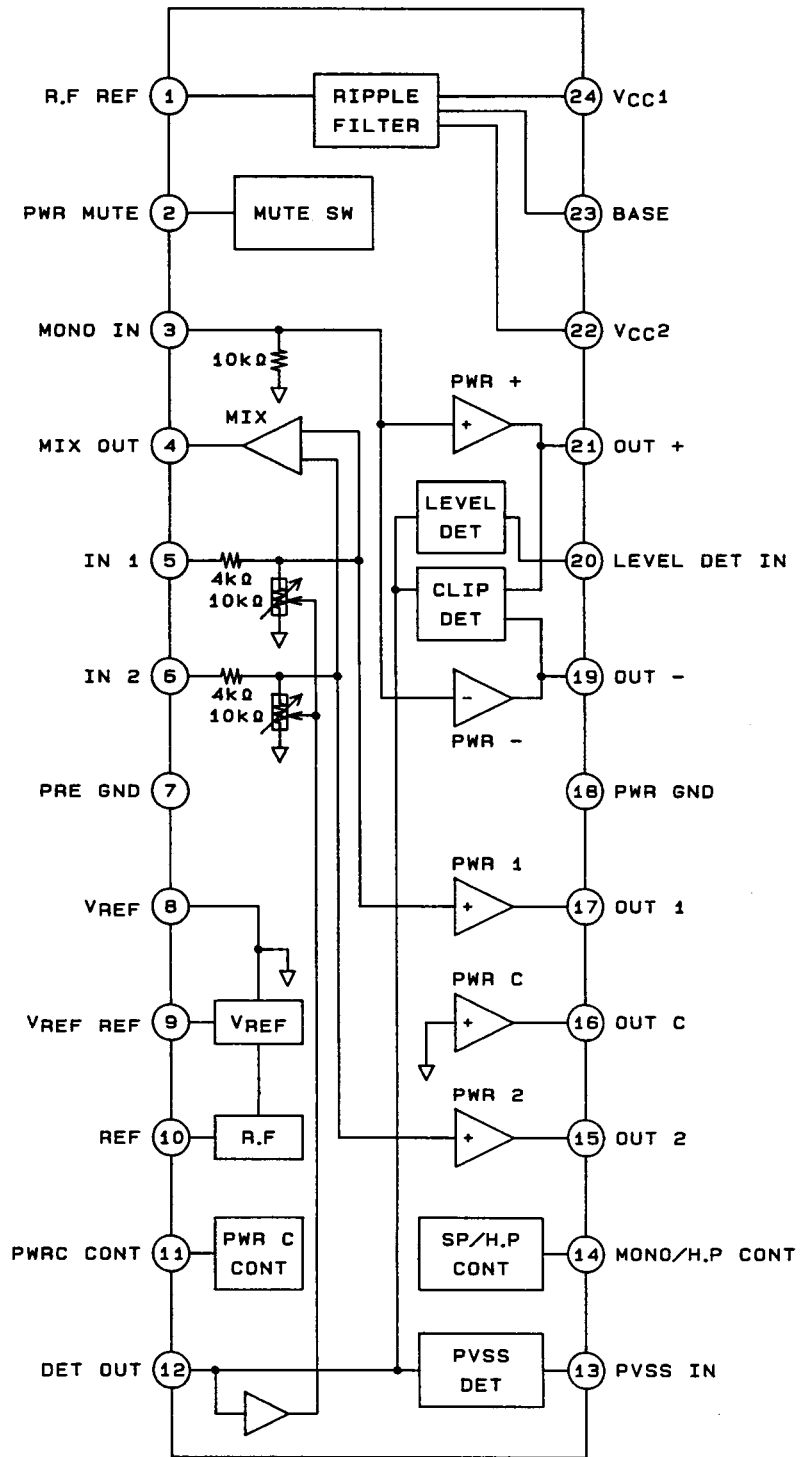 R.F REF 1
RIPPLE
FILTER
24 VCC1
PWR MUTE 2
MUTE SW
23 BASE
MONO IN 3
10kΩ
22 VCC2
PWR +
MIX
MIX OUT 4
+
21 OUT +
LEVEL
DET
IN 1 5
4kΩ
10kΩ
20 LEVEL DET IN
CLIP
DET
IN 2 6
4kΩ
10kΩ
-
19 OUT -
PWR -
PRE GND 7
18 PWR GND
PWR 1
VREF 8
+
17 OUT 1
PWR C
VREF REF 9
VREF
+
16 OUT C
PWR 2
REF 10
R.F
+
15 OUT 2
PWRC CONT 11
PWR C
CONT
SP/H.P
CONT
14 MONO/H.P CONT
DET OUT 12
PVSS
DET
13 PVSS IN